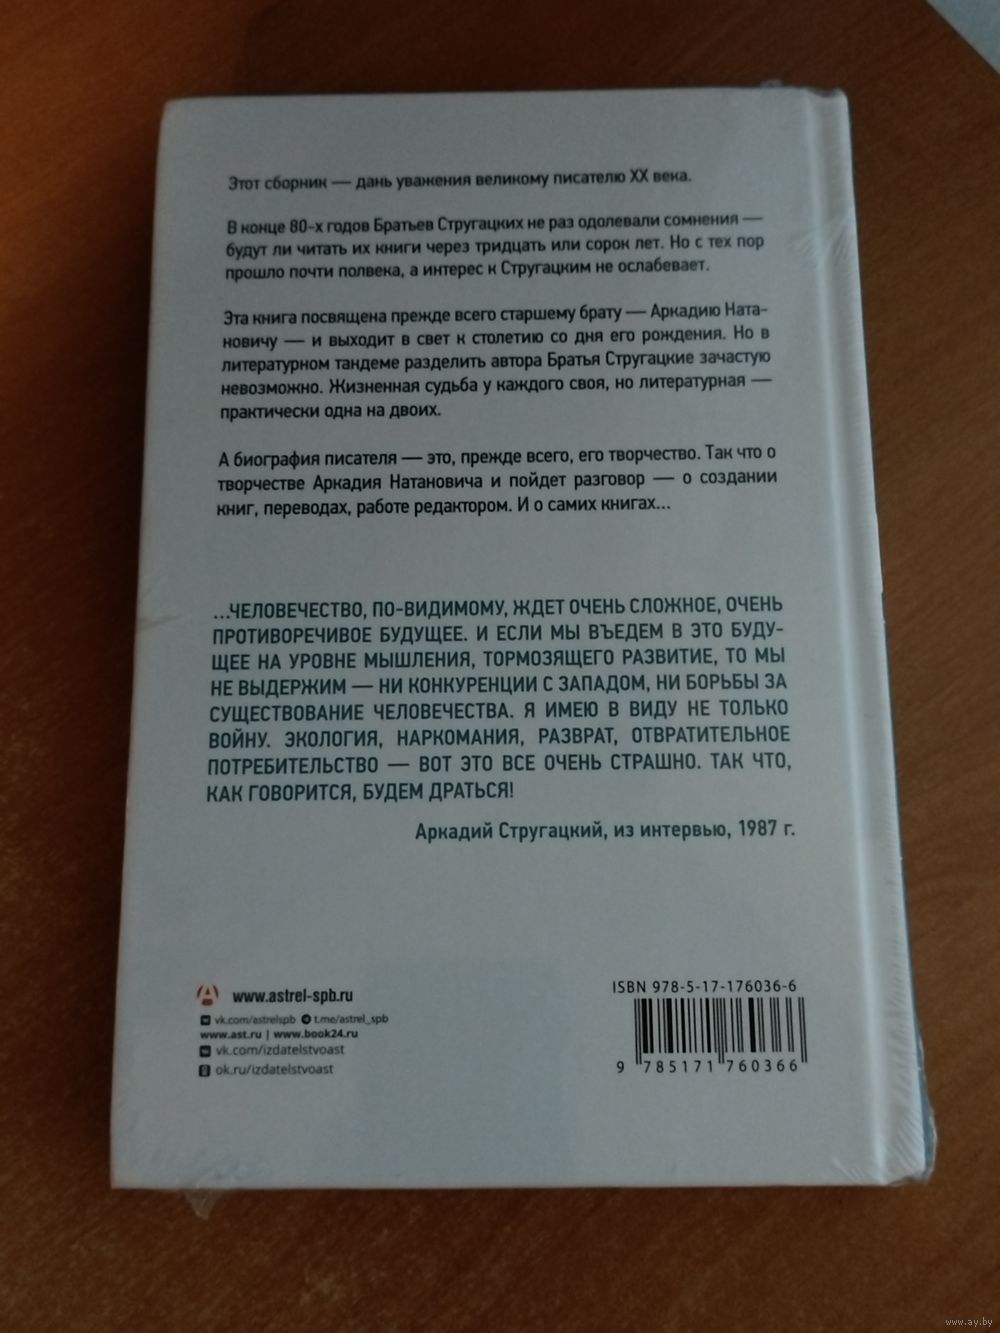 Этот сборник — дань уважения великому писателю XX века.
В конце 80-х годов Братьев Стругацких не раз одолевали сомнения —
будут ли читать их книги через тридцать или сорок лет. Но с тех пор
прошло почти полвека, а интерес к Стругацким не ослабевает.
Эта книга посвящена прежде всего старшему брату — Аркадию Ната-
новичу — и выходит в свет к столетию со дня его рождения. Но в
литературном тандеме разделить автора Братья Стругацкие зачастую
невозможно. Жизненная судьба у каждого своя, но литературная —
практически одна на двоих.
А биография писателя — это, прежде всего, его творчество. Так что о
творчестве Аркадия Натановича и пойдет разговор — о создании
книг, переводах, работе редактором. И о самих книгах...
...ЧЕЛОВЕЧЕСТВО, ПО-ВИДИМОМУ, ЖДЕТ ОЧЕНЬ СЛОЖНОЕ, ОЧЕНЬ
ПРОТИВОРЕЧИВОЕ БУДУЩЕЕ. И ЕСЛИ МЫ ВЪЕДЕМ В ЭТО БУДУ-
ЩЕЕ НА УРОВНЕ МЫШЛЕНИЯ, ТОРМОЗЯЩЕГО РАЗВИТИЕ, ТО МЫ
НЕ ВЫДЕРЖИМ — НИ КОНКУРЕНЦИИ С ЗАПАДОМ, НИ БОРЬБЫ ЗА
СУЩЕСТВОВАНИЕ ЧЕЛОВЕЧЕСТВА. Я ИМЕЮ В ВИДУ НЕ ТОЛЬКО
ВОЙНУ. ЭКОЛОГИЯ, НАРКОМАНИЯ, РАЗВРАТ, ОТВРАТИТЕЛЬНОЕ
ПОТРЕБИТЕЛЬСТВО — ВОТ ЭТО ВСЕ ОЧЕНЬ СТРАШНО. ТАК ЧТО,
КАК ГОВОРИТСЯ, БУДЕМ ДРАТЬСЯ!
Аркадий Стругацкий, из интервью, 1987 г.
www.astrel-spb.ru
vk.com/astrelspb t.me/astrel_spb
www.ast.ru | www.book24.ru
vk.com/izdatelstvoast
ok.ru/izdatelstvoast
ISBN 978-5-17-176036-6
9 785171 760366
www.ay.by